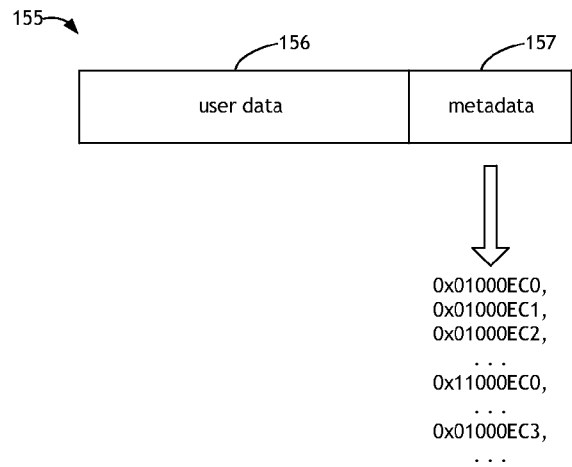 155
156
157
user data
metadata
0x01000EC0,
0x01000EC1,
0x01000EC2,
...
0x11000EC0,
...
0x01000EC3,
...